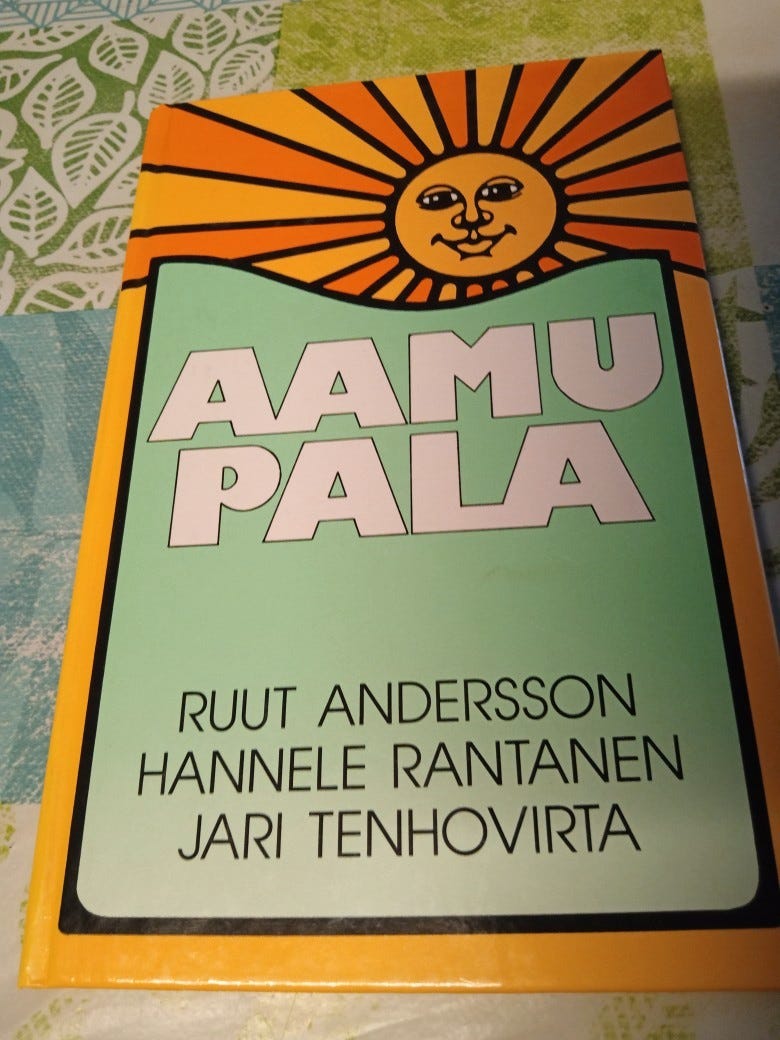 AAMU
PALA
RUUT ANDERSSON
HANNELE RANTANEN
JARI TENHOVIRTA